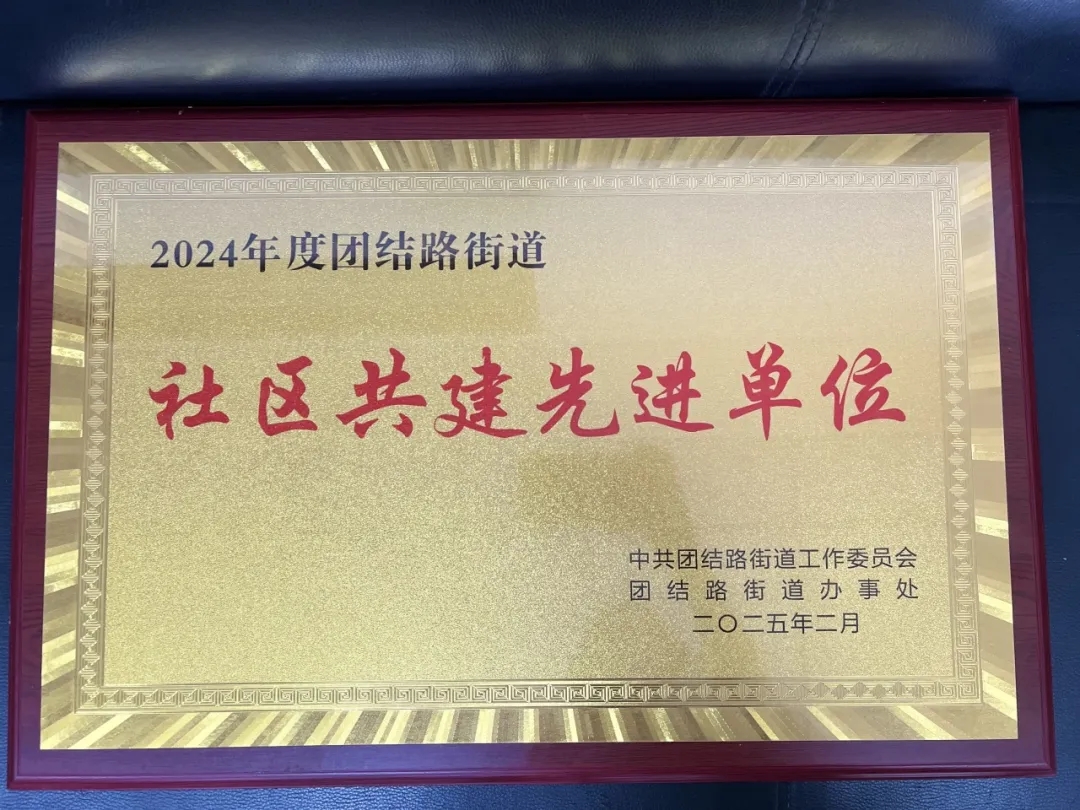 2024年度团结路街道
社区共建先进单位
中共团结路街道工作委员会
团结路街道办事处
二〇二五年二月